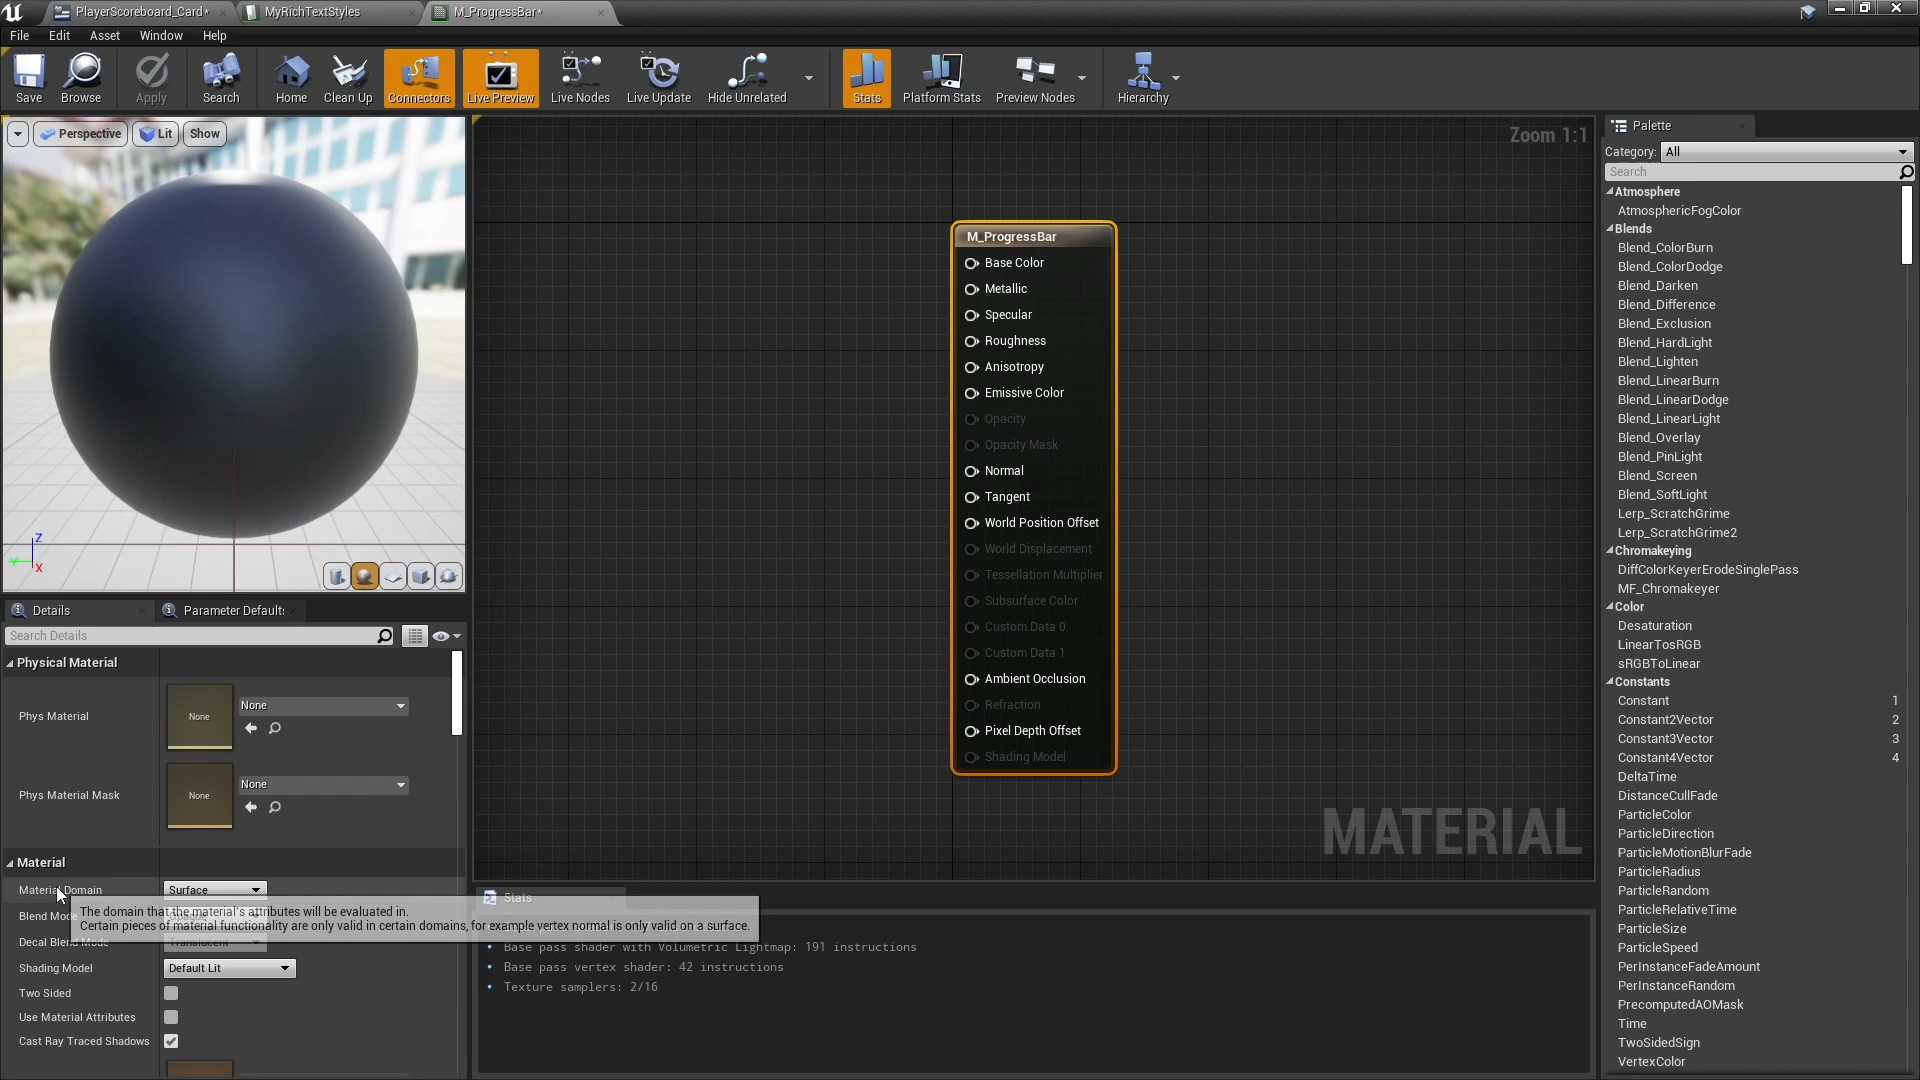 PlayerScoreboard_Card*
MyRichTextStyles
M_ProgressBar*
File Edit Asset Window Help
Save
Browse
Apply
Search
Home
Clean Up
Connectors
Live Preview
Live Nodes
Live Update
Hide Unrelated
Stats
Platform Stats
Preview Nodes
Hierarchy
Perspective
Lit
Show
Z
Y
X
Zoom 1:1
M_ProgressBar
Base Color
Metallic
Specular
Roughness
Anisotropy
Emissive Color
Opacity
Opacity Mask
Normal
Tangent
World Position Offset
World Displacement
Tessellation Multiplier
Subsurface Color
Custom Data 0
Custom Data 1
Ambient Occlusion
Refraction
Pixel Depth Offset
Shading Model
MATERIAL
Details
Parameter Defaults
Search Details
Physical Material
Phys Material
None
None
Phys Material Mask
None
None
Material
Material Domain
Surface
Blend Mode
The domain that the material's attributes will be evaluated in.
Certain pieces of material functionality are only valid in certain domains, for example vertex normal is only valid on a surface.
Decal Blend Mode
Translucent
Shading Model
Default Lit
Two Sided
Use Material Attributes
Cast Ray Traced Shadows
Stats
Base pass shader with Volumetric Lightmap: 191 instructions
Base pass vertex shader: 42 instructions
Texture samplers: 2/16
Palette
Category: All
Search
Atmosphere
AtmosphericFogColor
Blends
Blend_ColorBurn
Blend_ColorDodge
Blend_Darken
Blend_Difference
Blend_Exclusion
Blend_HardLight
Blend_Lighten
Blend_LinearBurn
Blend_LinearDodge
Blend_LinearLight
Blend_Overlay
Blend_PinLight
Blend_Screen
Blend_SoftLight
Lerp_ScratchGrime
Lerp_ScratchGrime2
Chromakeying
DiffColorKeyerErodeSinglePass
MF_Chromakeyer
Color
Desaturation
LinearTosRGB
sRGBToLinear
Constants
Constant 1
Constant2Vector 2
Constant3Vector 3
Constant4Vector 4
DeltaTime
DistanceCullFade
ParticleColor
ParticleDirection
ParticleMotionBlurFade
ParticleRadius
ParticleRandom
ParticleRelativeTime
ParticleSize
ParticleSpeed
PerInstanceFadeAmount
PerInstanceRandom
PrecomputedAOMask
Time
TwoSidedSign
VertexColor